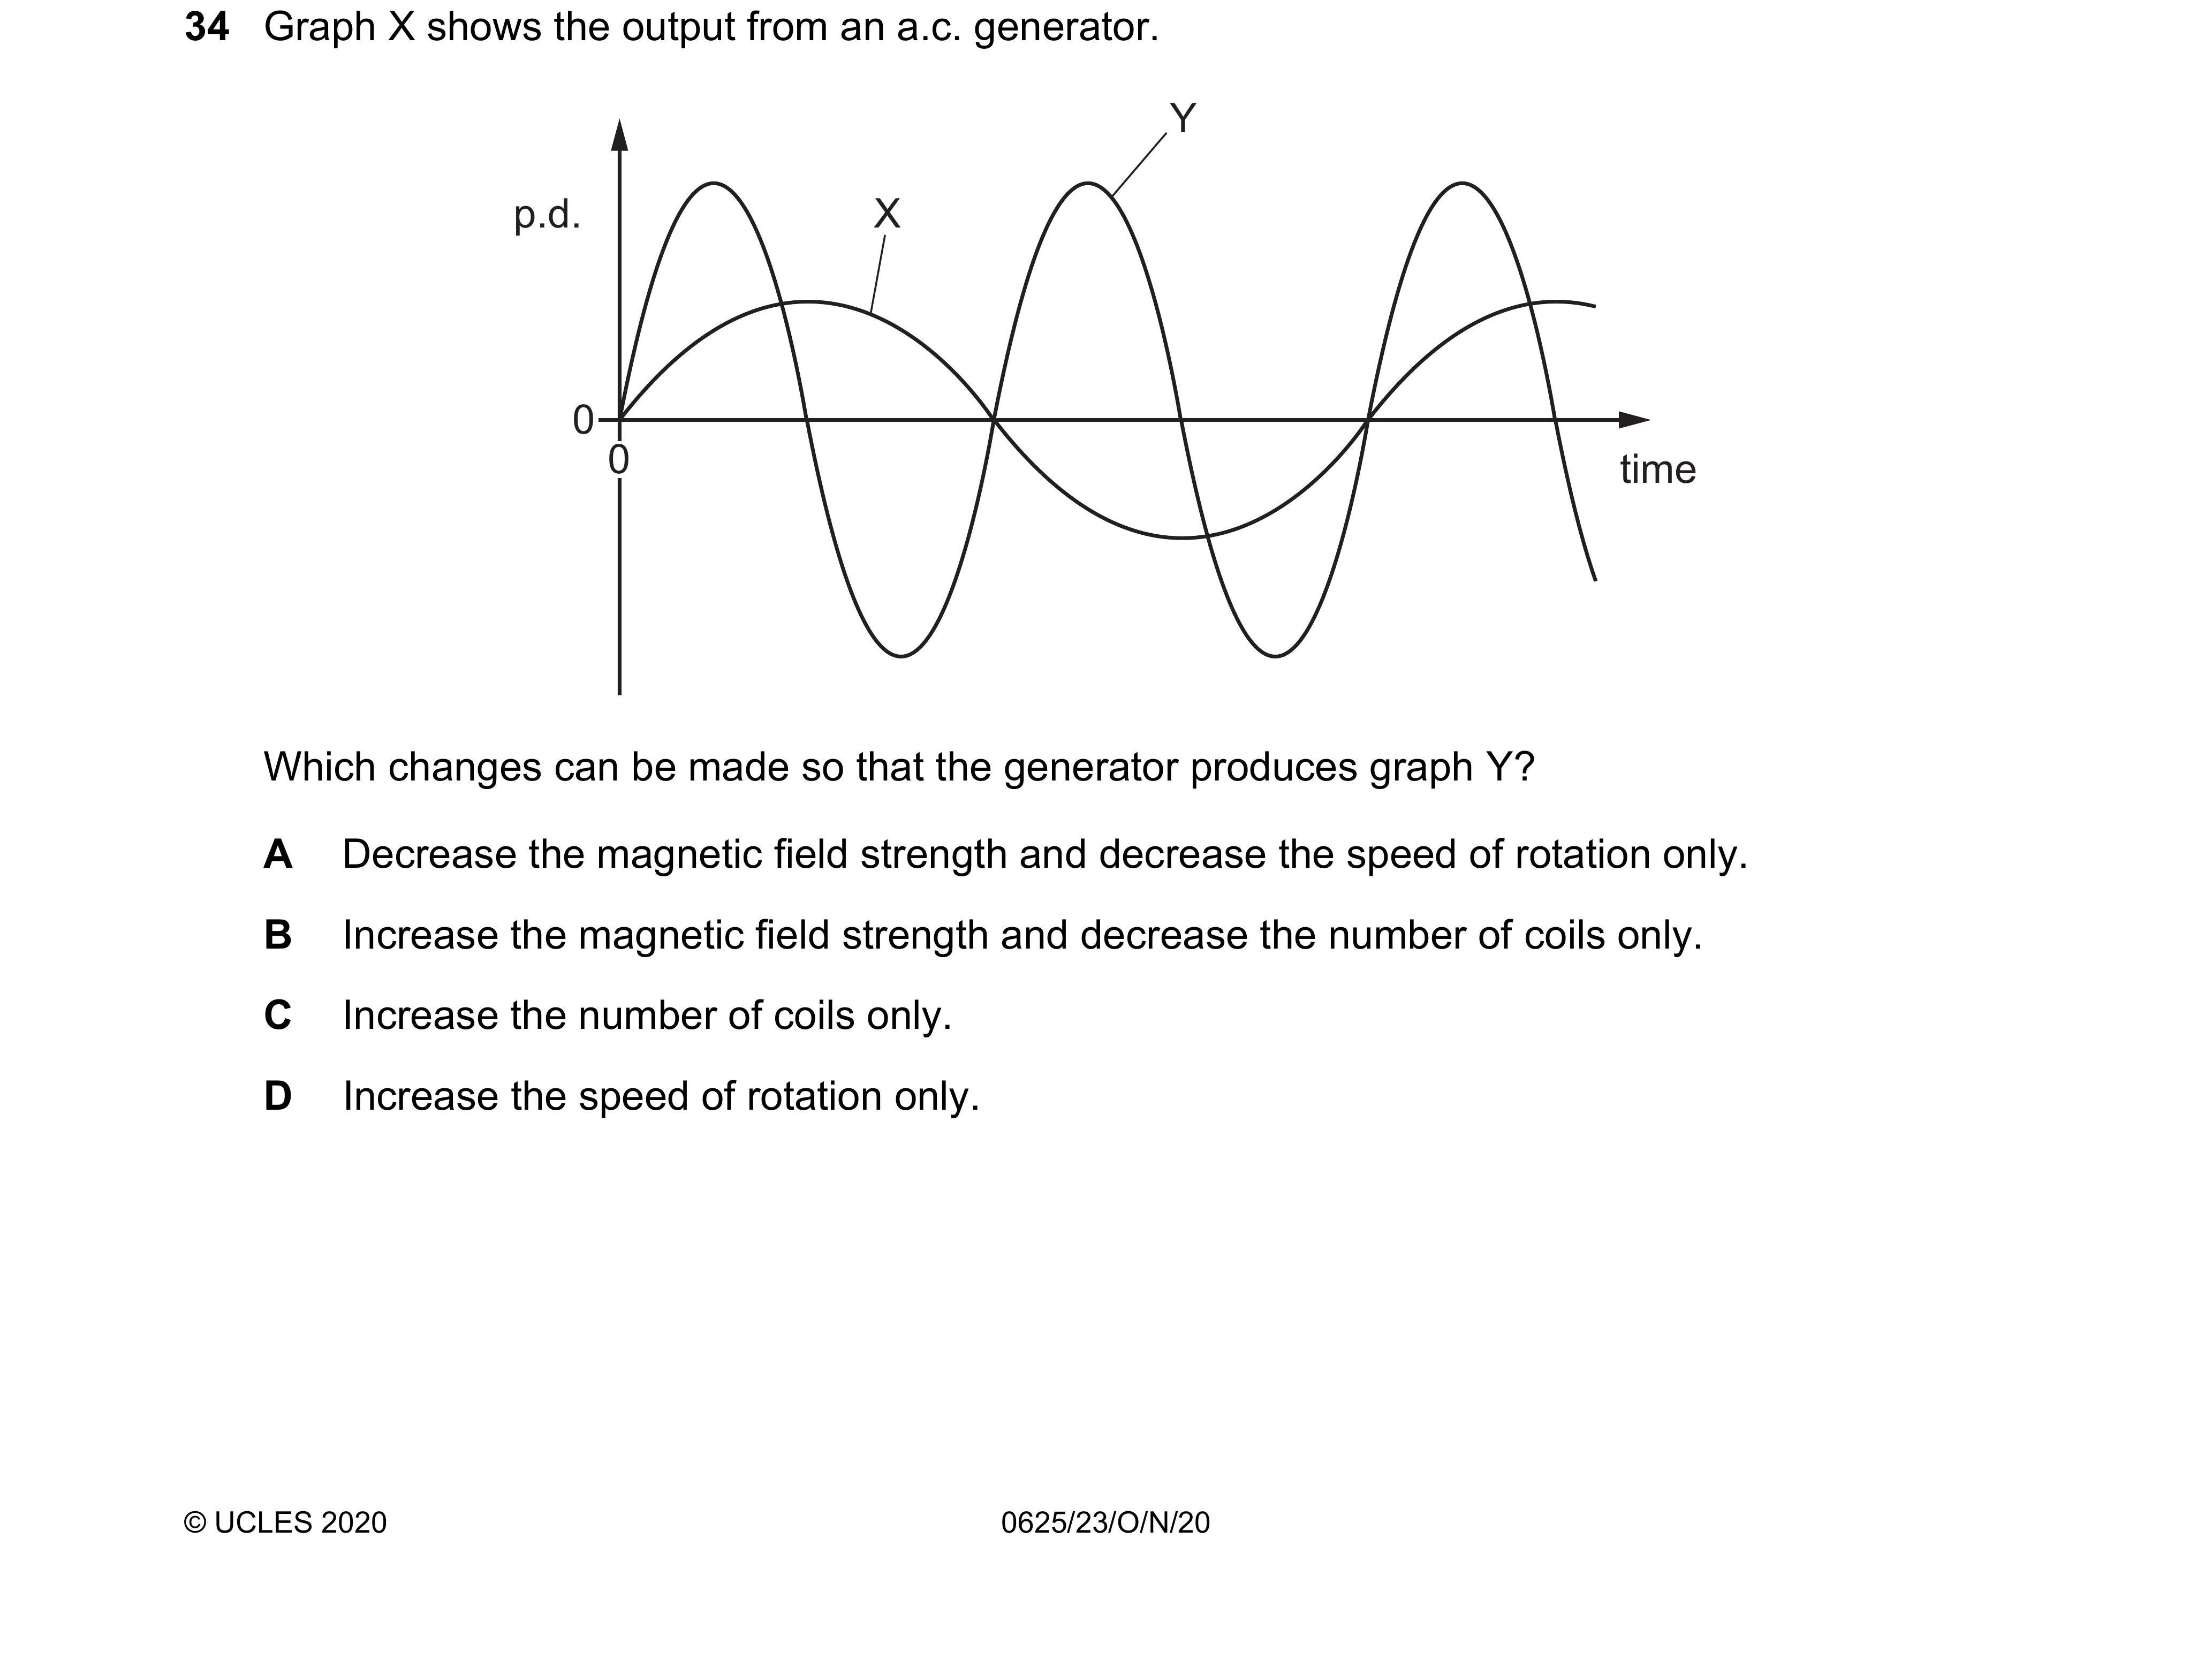 34 Graph X shows the output from an a.c. generator.
Y
p.d.
X
0
0
time
Which changes can be made so that the generator produces graph Y?
A Decrease the magnetic field strength and decrease the speed of rotation only.
B Increase the magnetic field strength and decrease the number of coils only.
C Increase the number of coils only.
D Increase the speed of rotation only.
© UCLES 2020 0625/23/O/N/20